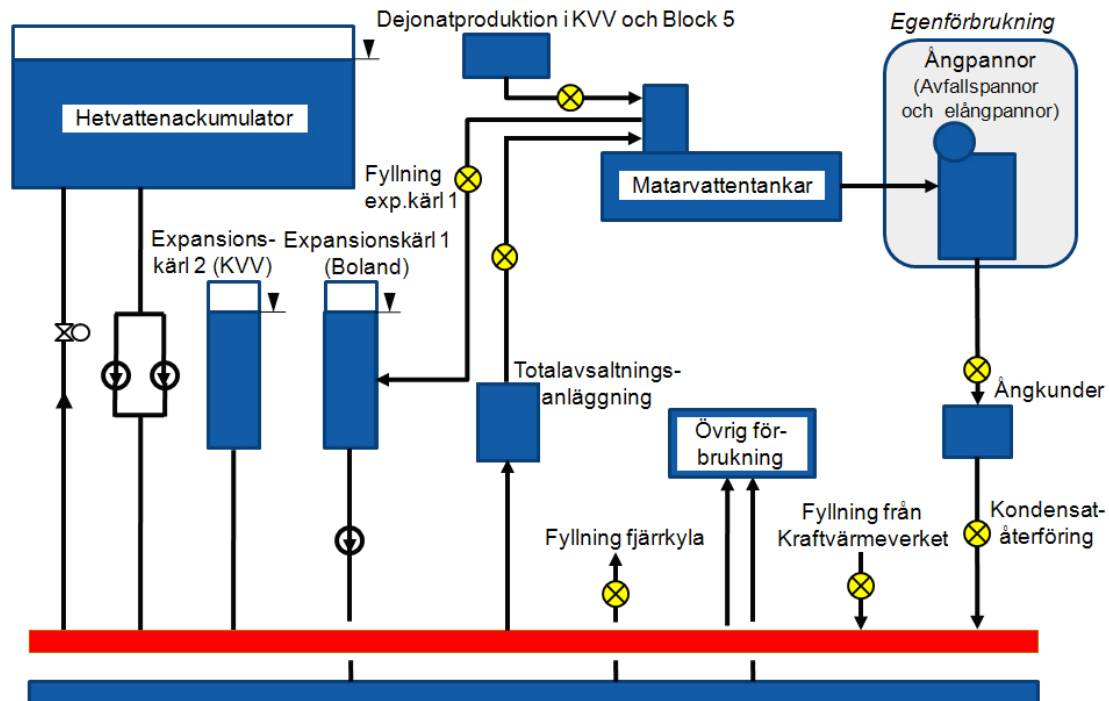 Dejonatproduktion i KVV och Block 5
Egenförbrukning
Ångpannor
(Avfallspannor
och elångpannor)
Hetvattenackumulator
Fyllning
exp.kärl 1
Matarvattentankar
Expansions-
kärl 2 (KVV)
Expansionskärl 1
(Boland)
Totalavsaltnings-
anläggning
Ångkunder
Övrig för-
brukning
Fyllning fjärrkyla
Fyllning från
Kraftvärmeverket
Kondensat-
återföring